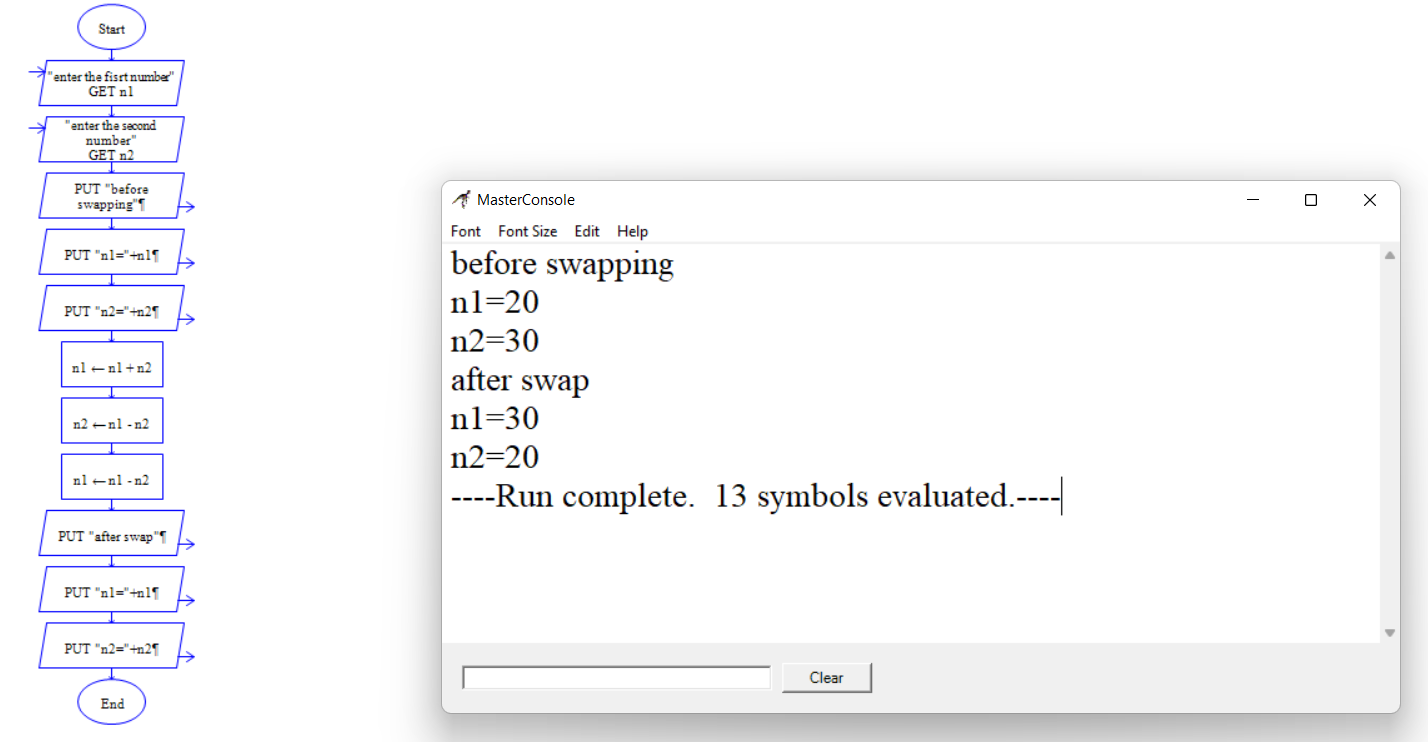 Start
"enter the fisrt number"
GET n1
"enter the second
number"
GET n2
PUT "before
swapping"¶
PUT "n1="+n1¶
PUT "n2="+n2¶
n1 ← n1 + n2
n2 ← n1 - n2
n1 ← n1 - n2
PUT "after swap"¶
PUT "n1="+n1¶
PUT "n2="+n2¶
End
MasterConsole
Font Font Size Edit Help
before swapping
n1=20
n2=30
after swap
n1=30
n2=20
----Run complete.  13 symbols evaluated.----
Clear